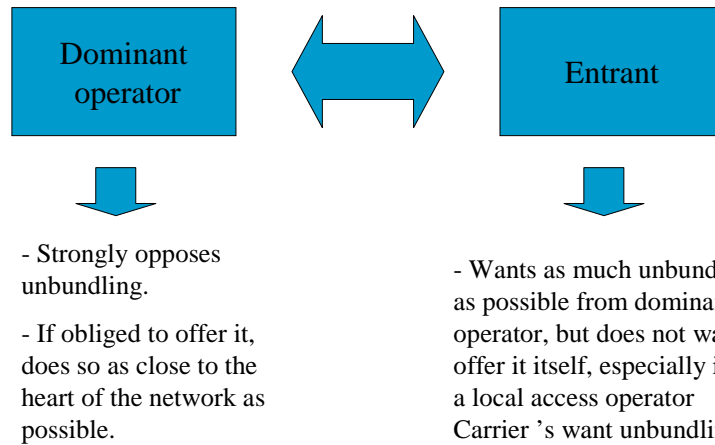 Dominant
operator
Entrant
- Strongly opposes
unbundling.
- If obliged to offer it,
does so as close to the
heart of the network as
possible.
- Wants as much
as possible from
operator, but does not
offer it itself, especially
a local access operator
Carrier ’s want